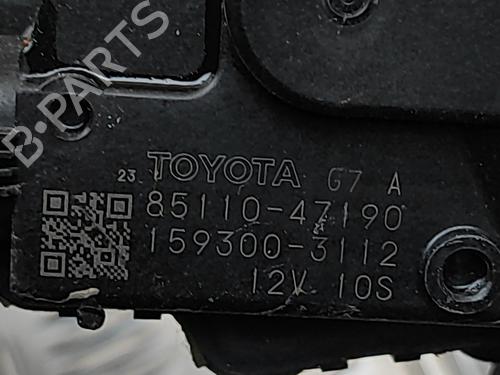 B-PARTS
23 TOYOTA G7 A
85110-47190
159300-3112
12V 10S